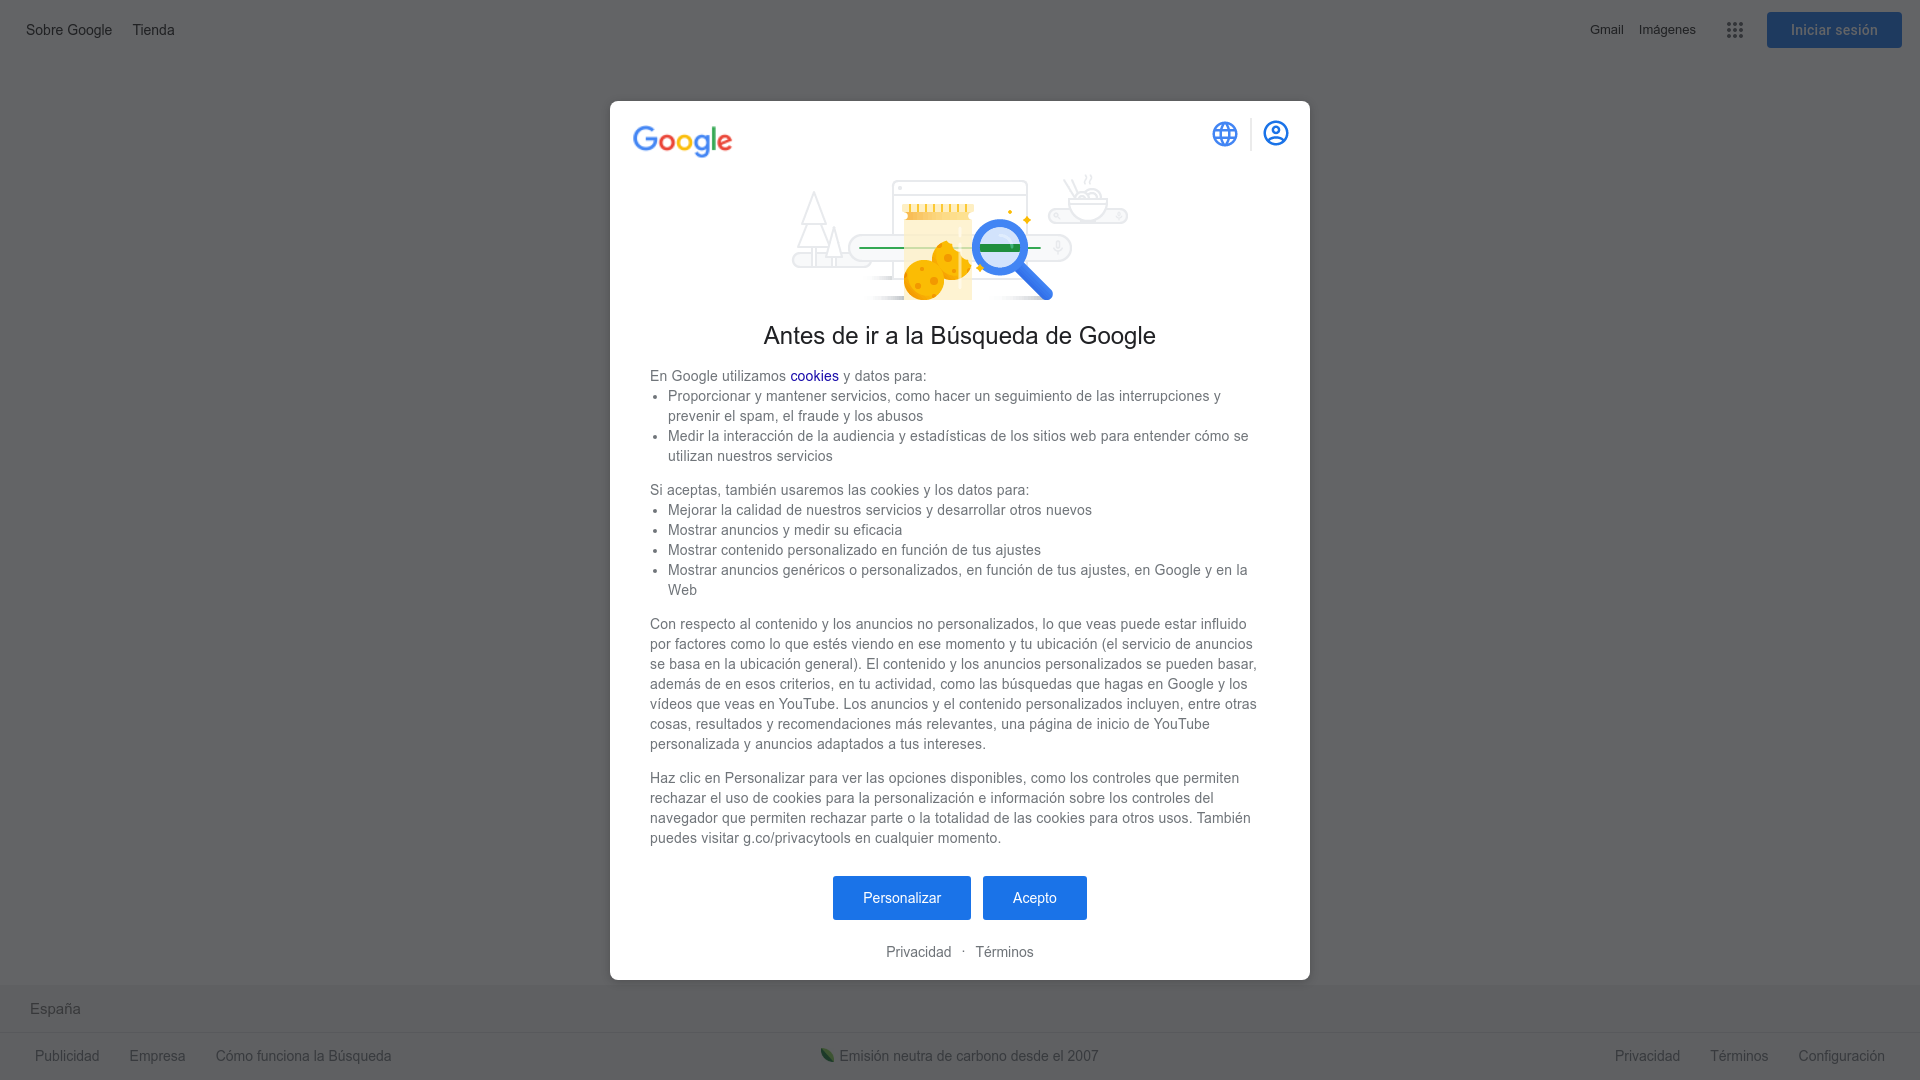 Sobre Google Tienda
Gmail Imágenes Iniciar sesión
Google
Antes de ir a la Búsqueda de Google
En Google utilizamos cookies y datos para:
• Proporcionar y mantener servicios, como hacer un seguimiento de las interrupciones y
prevenir el spam, el fraude y los abusos
• Medir la interacción de la audiencia y estadísticas de los sitios web para entender cómo se
utilizan nuestros servicios
Si aceptas, también usaremos las cookies y los datos para:
• Mejorar la calidad de nuestros servicios y desarrollar otros nuevos
• Mostrar anuncios y medir su eficacia
• Mostrar contenido personalizado en función de tus ajustes
• Mostrar anuncios genéricos o personalizados, en función de tus ajustes, en Google y en la
Web
Con respecto al contenido y los anuncios no personalizados, lo que veas puede estar influido
por factores como lo que estés viendo en ese momento y tu ubicación (el servicio de anuncios
se basa en la ubicación general). El contenido y los anuncios personalizados se pueden basar,
además de en esos criterios, en tu actividad, como las búsquedas que hagas en Google y los
vídeos que veas en YouTube. Los anuncios y el contenido personalizados incluyen, entre otras
cosas, resultados y recomendaciones más relevantes, una página de inicio de YouTube
personalizada y anuncios adaptados a tus intereses.
Haz clic en Personalizar para ver las opciones disponibles, como los controles que permiten
rechazar el uso de cookies para la personalización e información sobre los controles del
navegador que permiten rechazar parte o la totalidad de las cookies para otros usos. También
puedes visitar g.co/privacytools en cualquier momento.
Personalizar Acepto
Privacidad · Términos
España
Publicidad Empresa Cómo funciona la Búsqueda Emisión neutra de carbono desde el 2007 Privacidad Términos Configuración